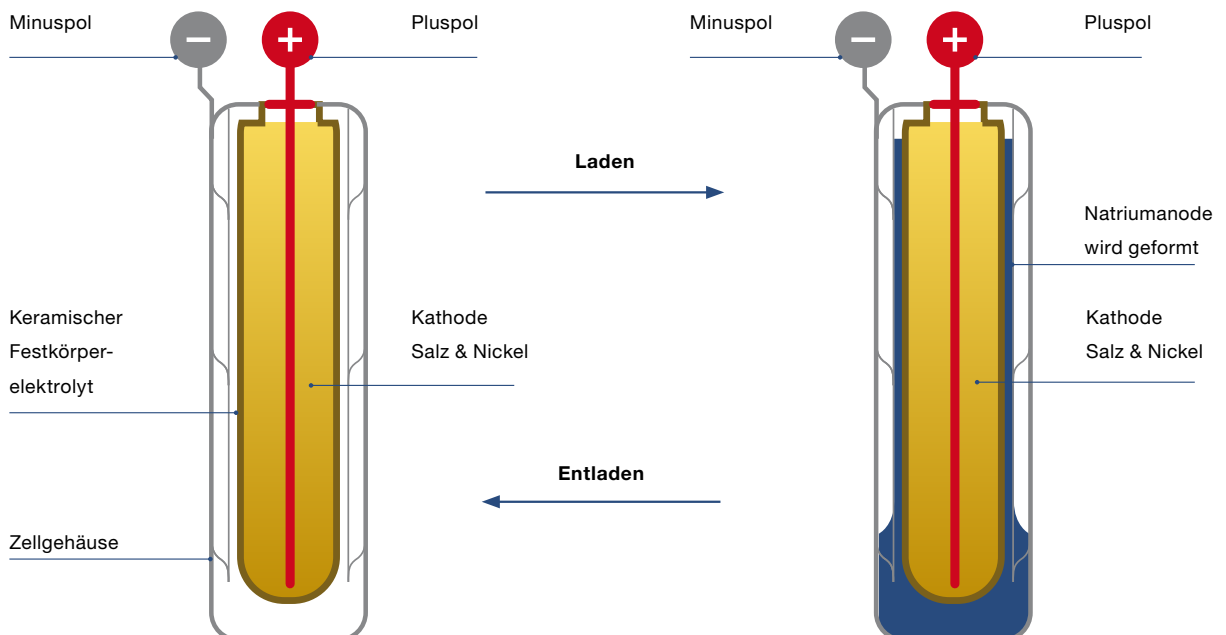 Minuspol
−
+
Pluspol
Minuspol
−
+
Pluspol
Laden
Natriumanode
wird geformt
Keramischer
Festkörper-
elektrolyt
Kathode
Salz & Nickel
Kathode
Salz & Nickel
Entladen
Zellgehäuse